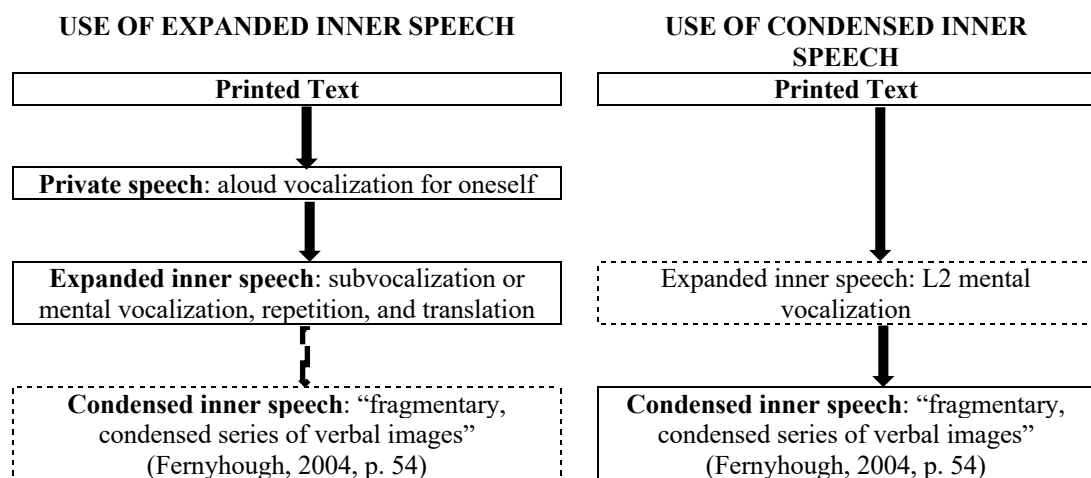 USE OF EXPANDED INNER SPEECH
Printed Text
Private speech: aloud vocalization for oneself
Expanded inner speech: subvocalization or
mental vocalization, repetition, and translation
Condensed inner speech: “fragmentary,
condensed series of verbal images”
(Fernyhough, 2004, p. 54)
USE OF CONDENSED INNER
SPEECH
Printed Text
Expanded inner speech: L2 mental
vocalization
Condensed inner speech: “fragmentary,
condensed series of verbal images”
(Fernyhough, 2004, p. 54)